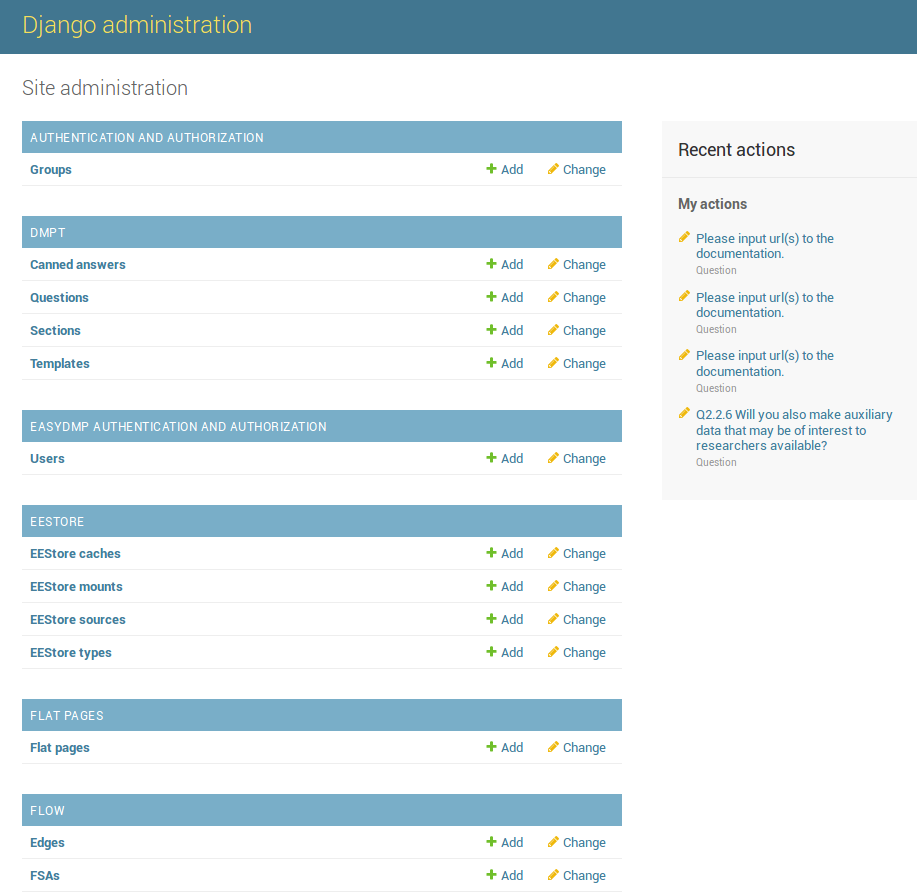 Django administration
Site administration
AUTHENTICATION AND AUTHORIZATION
Groups Add Change
DMPT
Canned answers Add Change
Questions Add Change
Sections Add Change
Templates Add Change
EASYDMP AUTHENTICATION AND AUTHORIZATION
Users Add Change
EESTORE
EEStore caches Add Change
EEStore mounts Add Change
EEStore sources Add Change
EEStore types Add Change
FLAT PAGES
Flat pages Add Change
FLOW
Edges Add Change
FSAs Add Change
Recent actions
My actions
Please input url(s) to the
documentation.
Question
Please input url(s) to the
documentation.
Question
Please input url(s) to the
documentation.
Question
Q2.2.6 Will you also make auxiliary
data that may be of interest to
researchers available?
Question